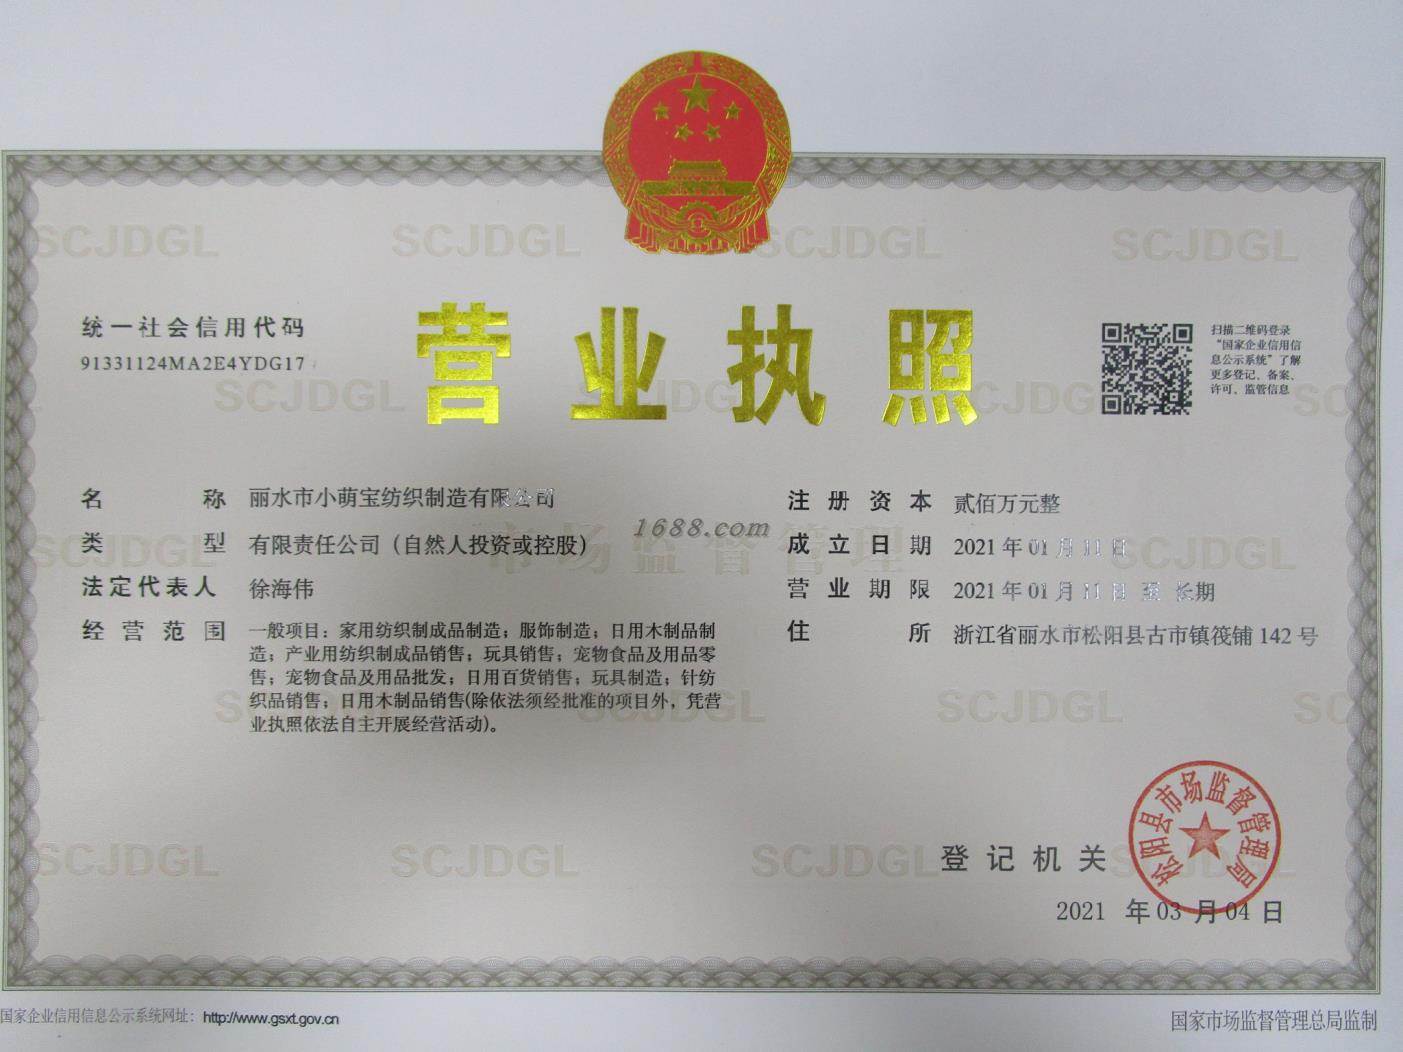 营业执照
统一社会信用代码
91331124MA2E4YDG17
扫描二维码登录
“国家企业信用信
息公示系统”了解
更多登记、备案、
许可、监管信息
名称 丽水市小萌宝纺织制造有限公司
类型 有限责任公司（自然人投资或控股）
法定代表人 徐海伟
经营范围 一般项目：家用纺织制成品制造；服饰制造；日用木制品制
造；产业用纺织制成品销售；玩具销售；宠物食品及用品零
售；宠物食品及用品批发；日用百货销售；玩具制造；针纺
织品销售；日用木制品销售(除依法须经批准的项目外，凭营
业执照依法自主开展经营活动)。
注册资本 贰佰万元整
成立日期 2021年01月11日
营业期限 2021年01月11日至长期
住所 浙江省丽水市松阳县古市镇筏铺142号
1688.com
市场监督管理
SCJDGL
登记机关
松阳县市场监督管理局
2021年03月04日
国家企业信用信息公示系统网址：http://www.gsxt.gov.cn
国家市场监督管理总局监制